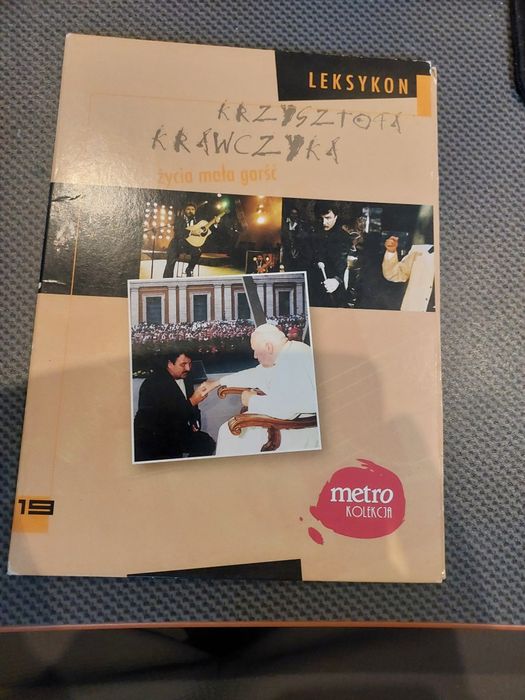 LEKSYKON
KRZYSZTOFA
KRAWCZYKA
życia mała garść
19
metro
KOLEKCJA